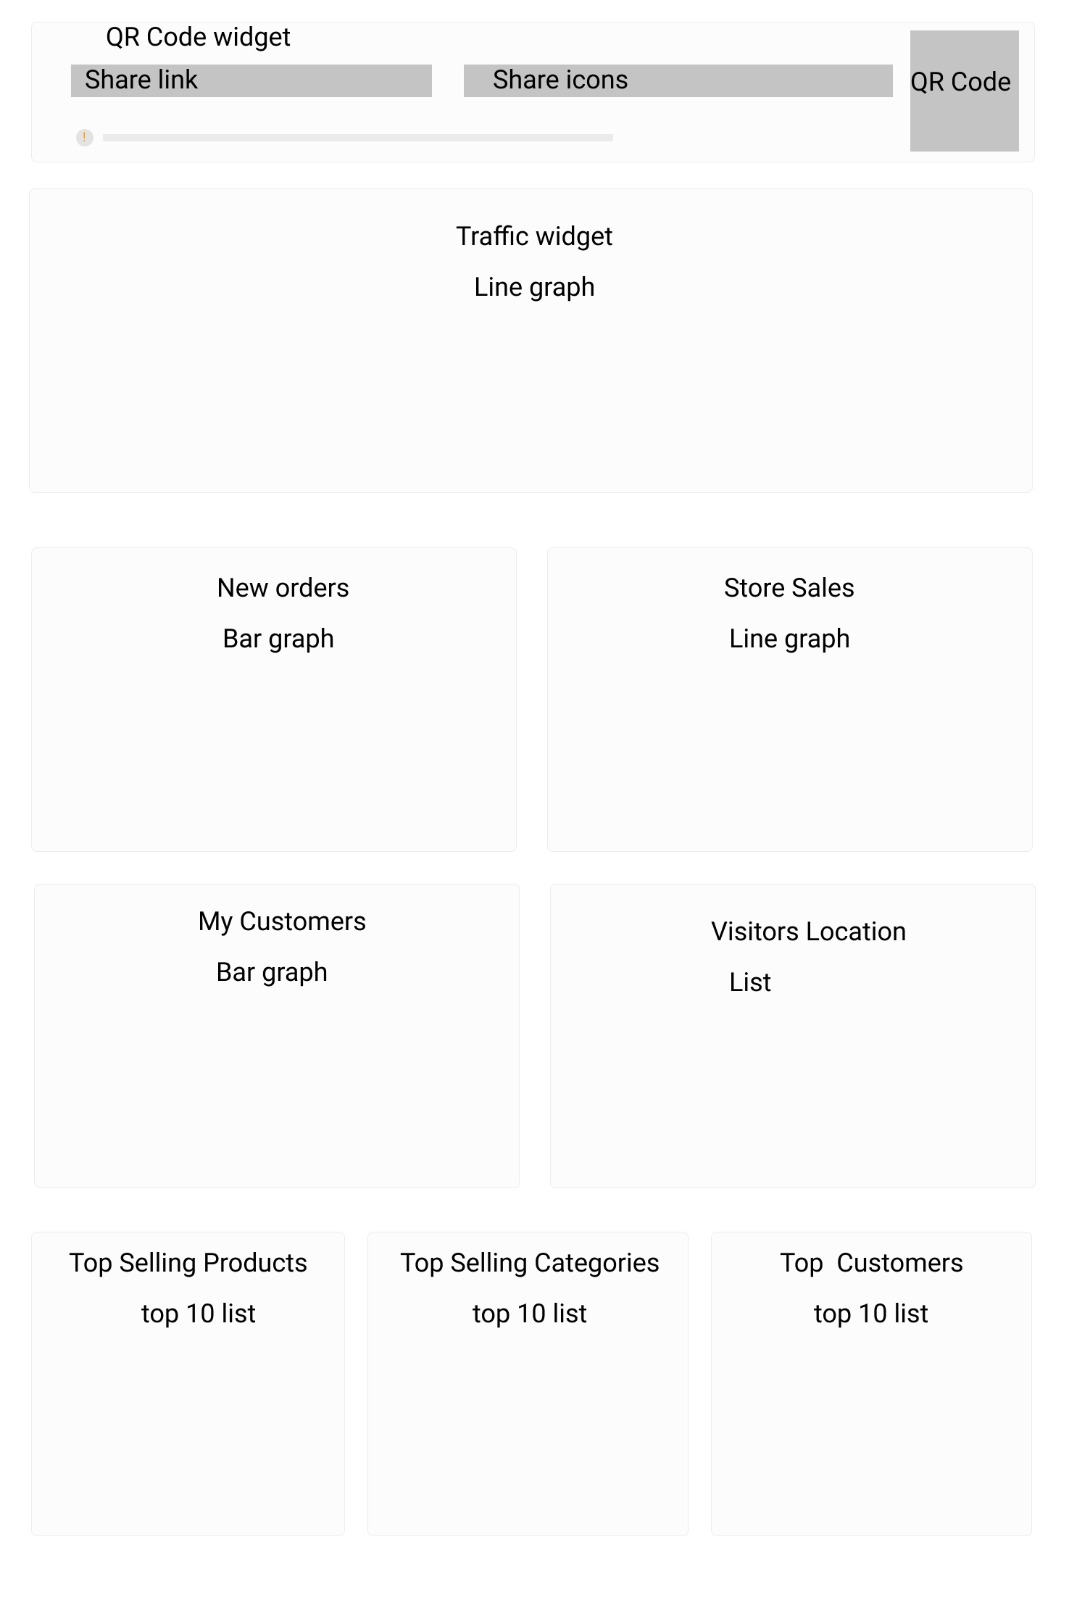 QR Code widget
Share link
Share icons
QR Code
!
Traffic widget
Line graph
New orders
Bar graph
Store Sales
Line graph
My Customers
Bar graph
Visitors Location
List
Top Selling Products
top 10 list
Top Selling Categories
top 10 list
Top  Customers
top 10 list